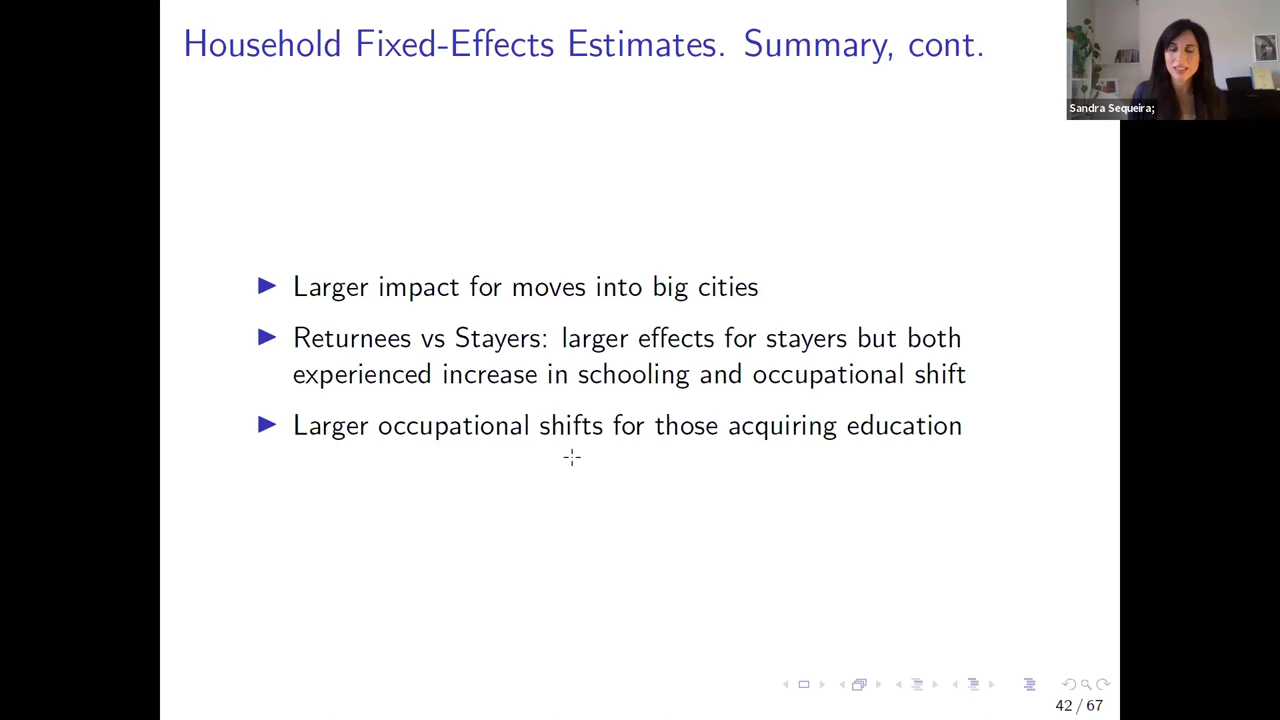 Household Fixed-Effects Estimates. Summary, cont.
Sandra Sequeira;
Larger impact for moves into big cities
Returnees vs Stayers: larger effects for stayers but both
experienced increase in schooling and occupational shift
Larger occupational shifts for those acquiring education
42 / 67